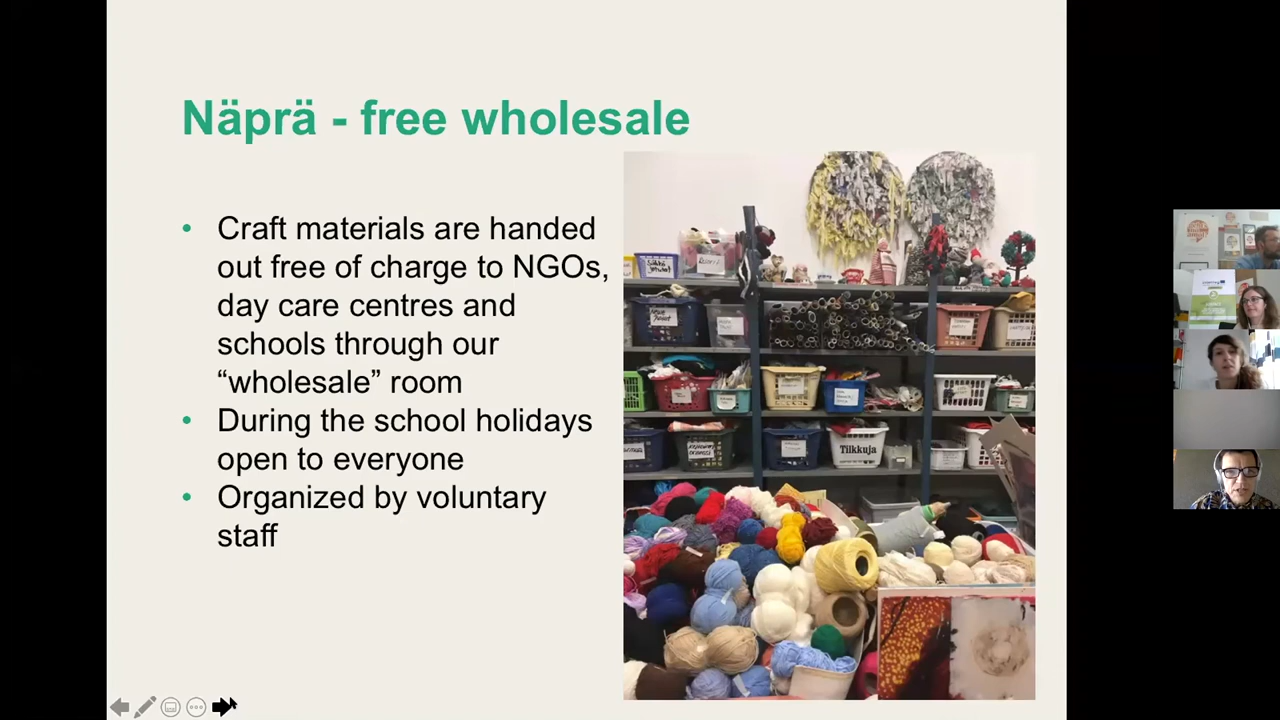 Näprä - free wholesale
• Craft materials are handed
out free of charge to NGOs,
day care centres and
schools through our
“wholesale” room
• During the school holidays
open to everyone
• Organized by voluntary
staff
Tilkkuja